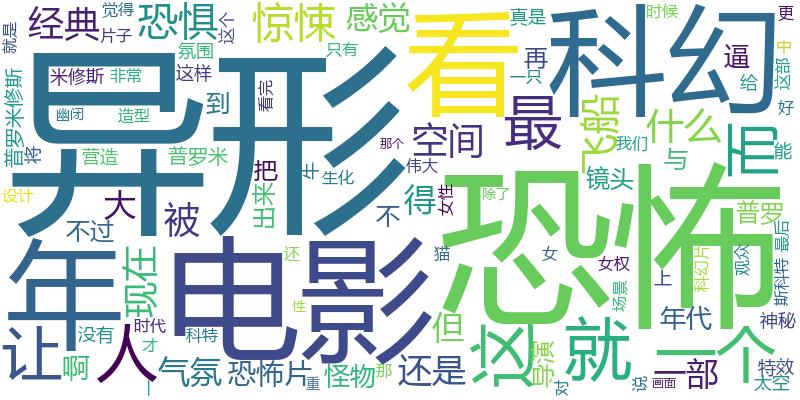 就是
经典
觉得
片子
恐惧
这个
惊悚
感觉
真是
科幻
时候
更
中
这部
好
能
氛围
只有
再
一只
看
逼
给
米修斯
非常
这样
到
看完
最
飞船
什么
而
普罗米修斯
将
幽闭
造型
营造
普罗米
异形
那个
空间
我们
与
伟大
把
牛
生化
镜头
设计
大
被
出来
不
得
女性
除了
恐怖
普罗
不过
年
现在
电影
还
猫
女
女权
上
科幻片
观众
最后
斯科特
场景
性
让
没有
时代
人
才
科特
但
这
就
一个
年代
神秘
啊
一
气氛
恐怖片
重
怪物
那
还是
导演
对
说
画面
一部
特效
太空